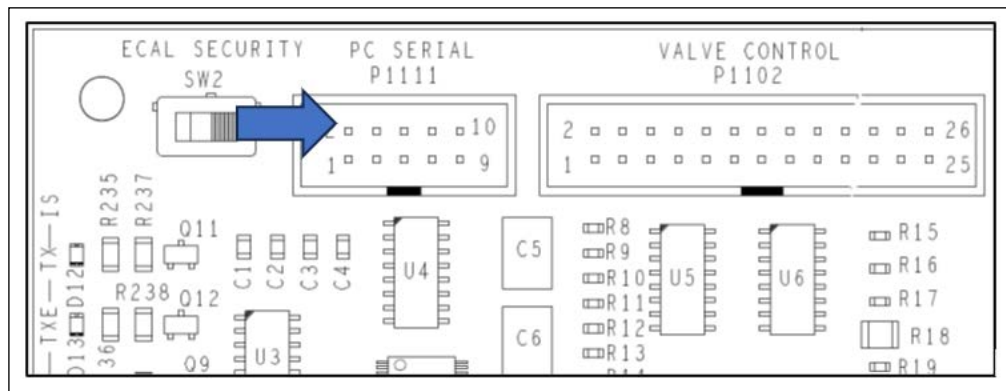 ECAL SECURITY
SW2
PC SERIAL
P1111
10
1
9
VALVE CONTROL
P1102
2
26
1
25
TXE—TX—IS
R235
R237
Q11
D12
C1
C2
C3
C4
U4
C5
R8
R9
R10
R11
R12
R13
U5
U6
R15
R16
R17
R18
R19
R238
Q12
D13
36
Q9
U3
C6